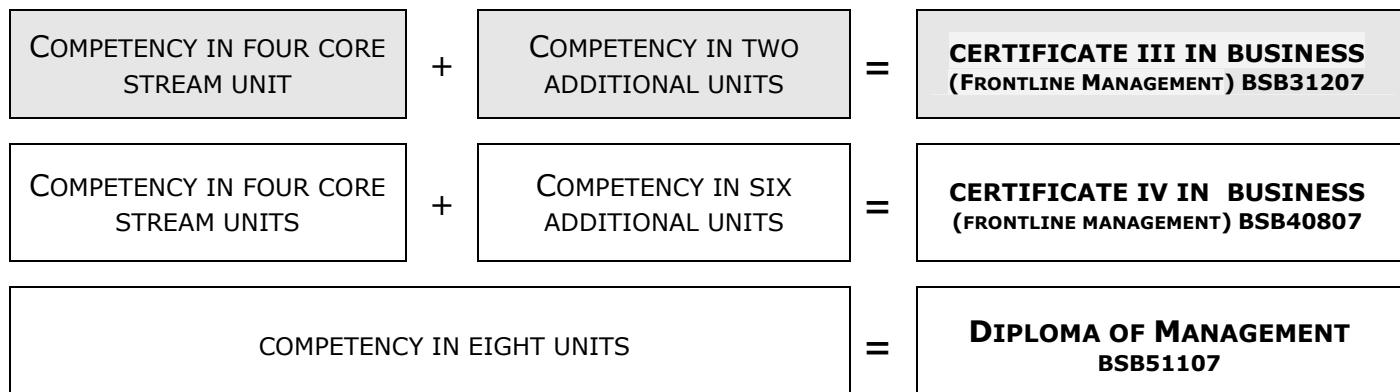 COMPETENCY IN FOUR CORE
STREAM UNIT
+
COMPETENCY IN TWO
ADDITIONAL UNITS
=
CERTIFICATE III IN BUSINESS
(FRONTLINE MANAGEMENT) BSB31207
COMPETENCY IN FOUR CORE
STREAM UNITS
+
COMPETENCY IN SIX
ADDITIONAL UNITS
=
CERTIFICATE IV IN BUSINESS
(FRONTLINE MANAGEMENT) BSB40807
COMPETENCY IN EIGHT UNITS
=
DIPLOMA OF MANAGEMENT
BSB51107